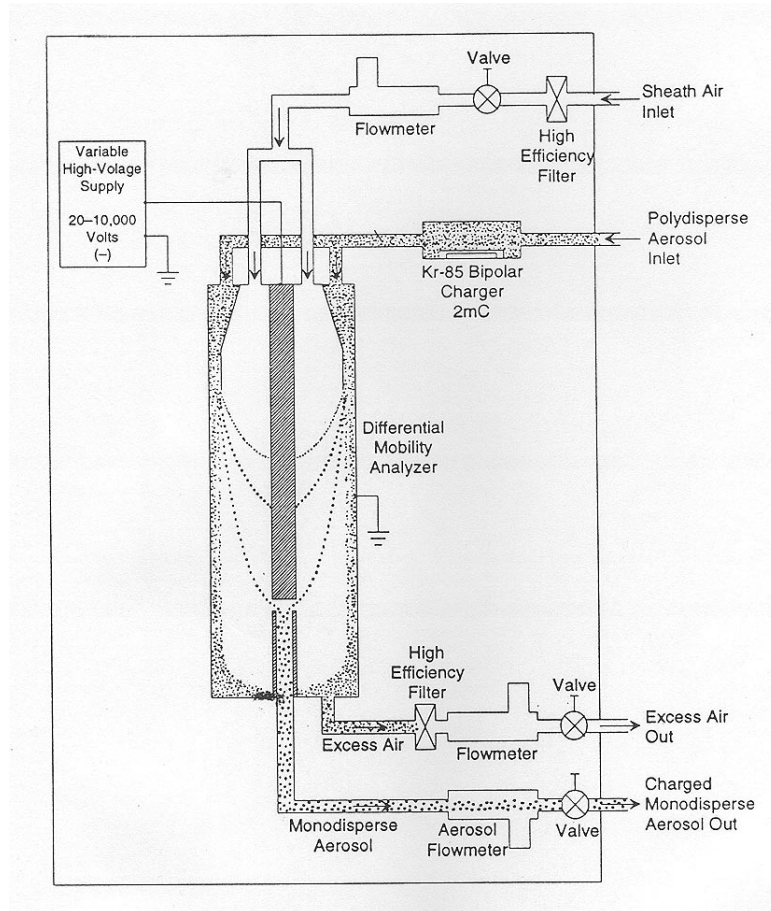 Valve
Sheath Air
Inlet
Flowmeter
High
Efficiency
Filter
Variable
High-Volage
Supply
20–10,000
Volts
(–)
Polydisperse
Aerosol
Inlet
Kr-85 Bipolar
Charger
2mC
Differential
Mobility
Analyzer
High
Efficiency
Filter
Valve
Excess Air
Out
Excess Air
Flowmeter
Charged
Monodisperse
Aerosol Out
Monodisperse
Aerosol
Aerosol
Flowmeter
Valve